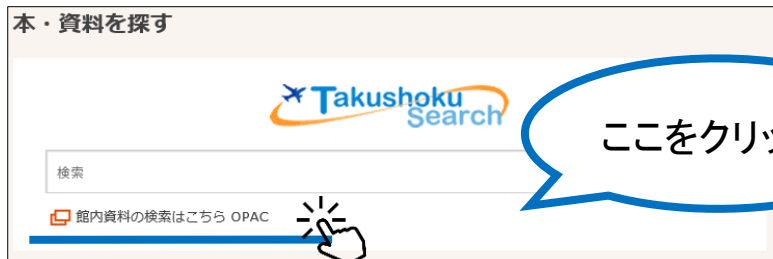 本・資料を探す
Takushoku
Search
ここをクリッ
検索
館内資料の検索はこちら OPAC